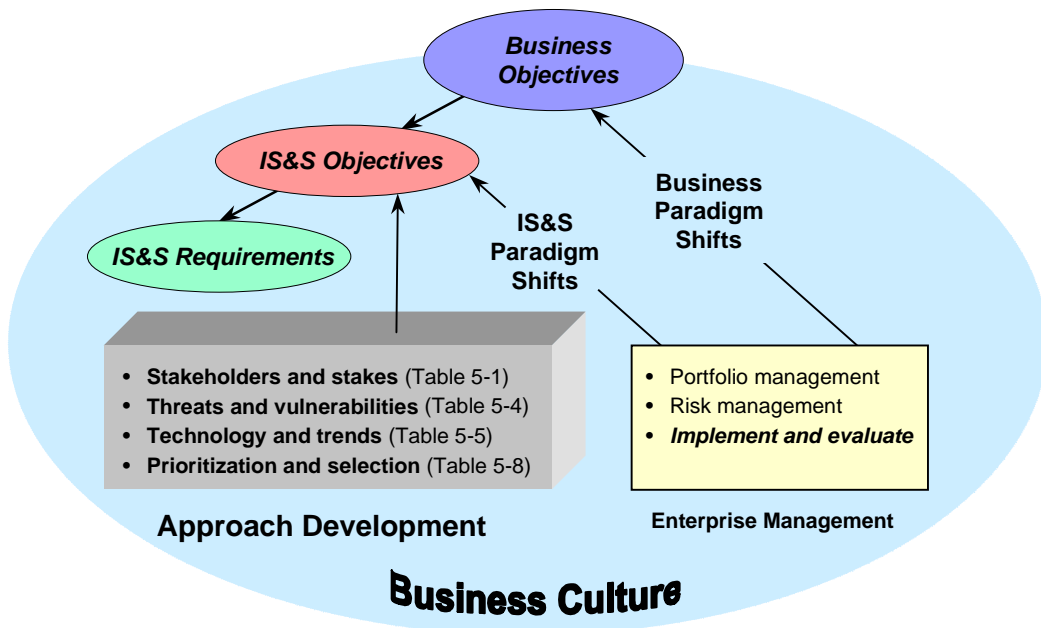 Business
Objectives
IS&S Objectives
IS&S Requirements
Business
Paradigm
Shifts
IS&S
Paradigm
Shifts
• Stakeholders and stakes (Table 5-1)
• Threats and vulnerabilities (Table 5-4)
• Technology and trends (Table 5-5)
• Prioritization and selection (Table 5-8)
• Portfolio management
• Risk management
• Implement and evaluate
Approach Development
Enterprise Management
Business Culture